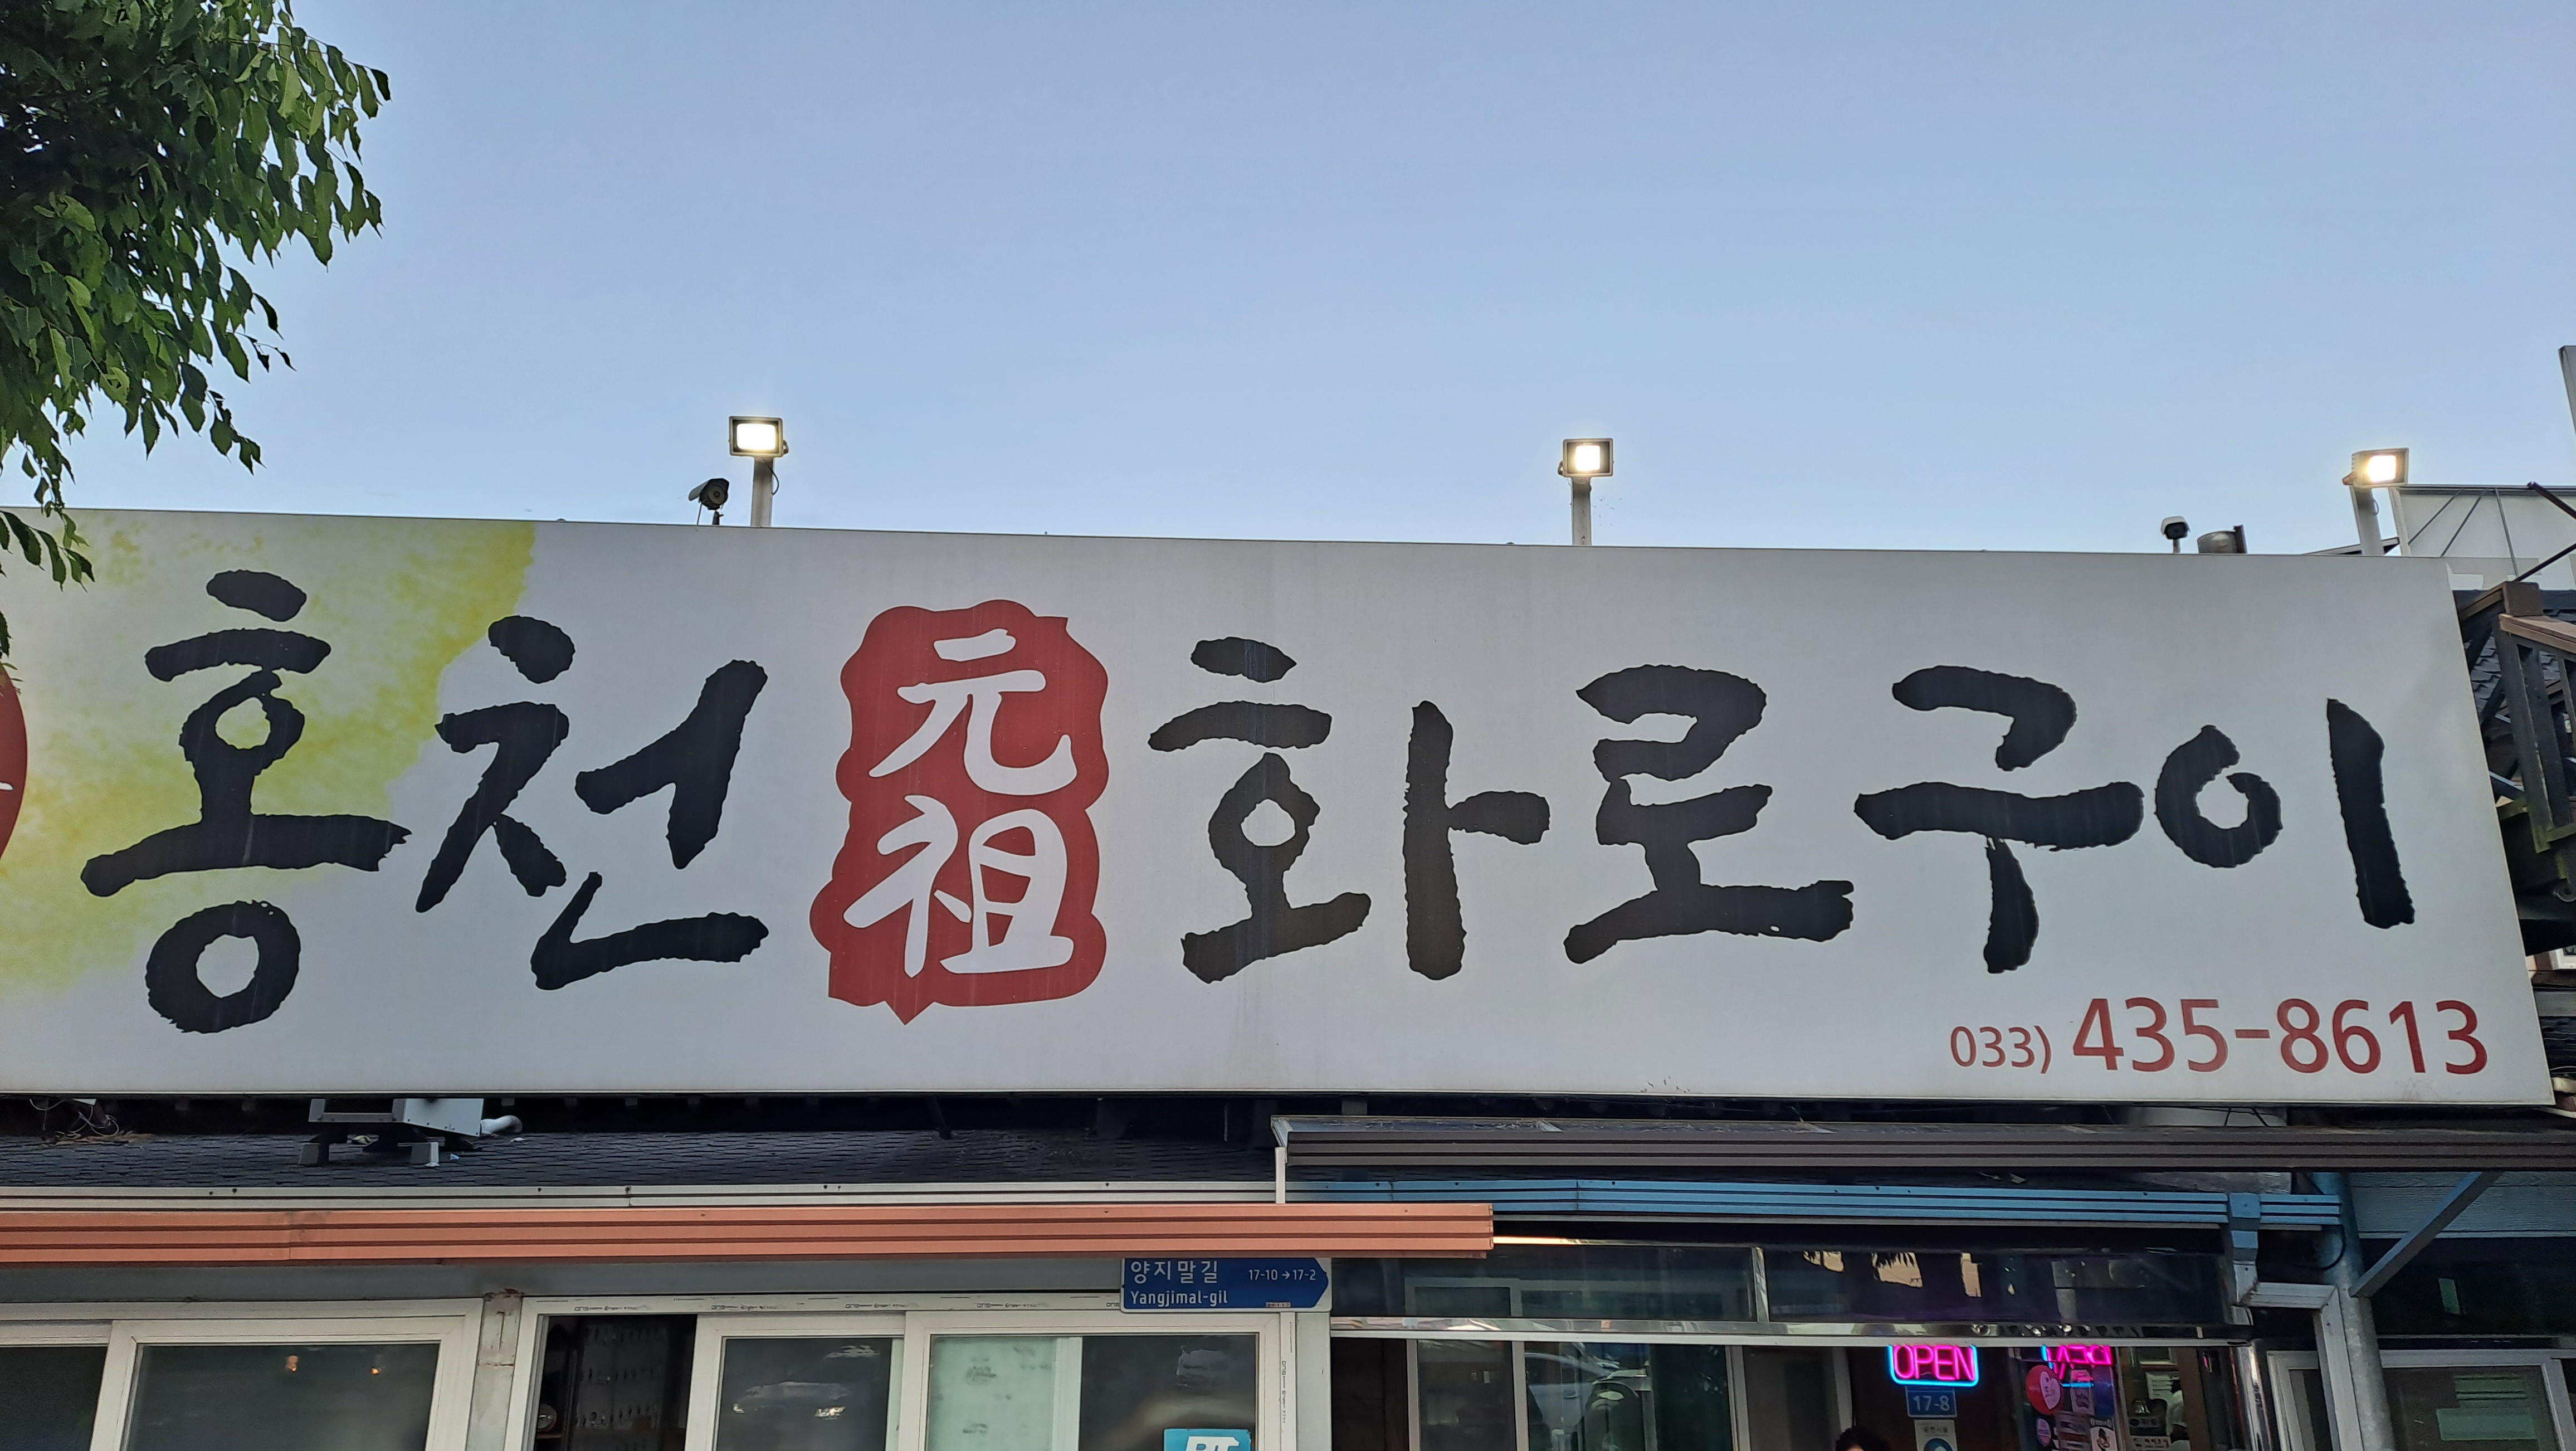 홍천 元祖 화로구이
033) 435-8613
양지말길 17-10→17-2
Yangjimal-gil
OPEN
17-8